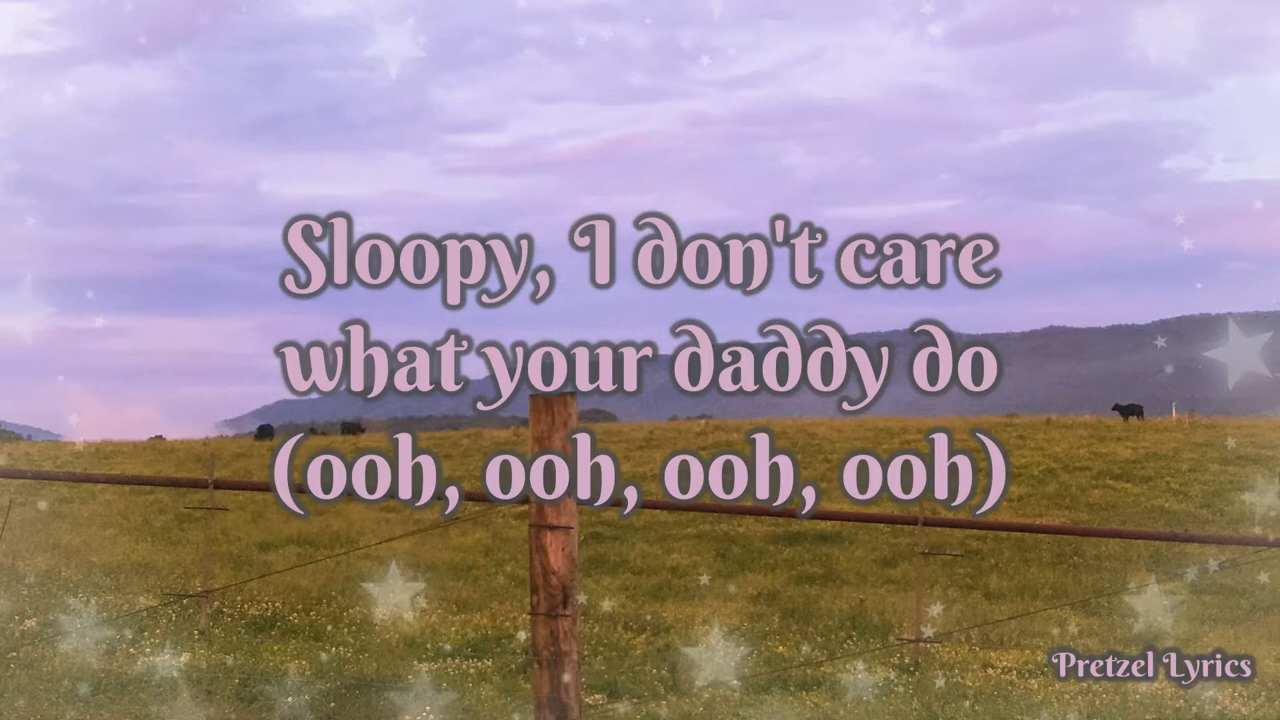 Sloopy, I don't care
what your daddy do
(ooh, ooh, ooh, ooh)
Pretzel Lyrics